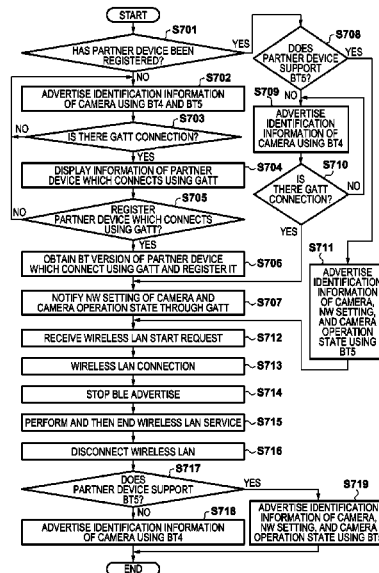 START
S701
HAS PARTNER DEVICE BEEN
REGISTERED?
YES
NO
S702
ADVERTISE IDENTIFICATION INFORMATION
OF CAMERA USING BT4 AND BT5
S703
NO
IS THERE GATT CONNECTION?
YES
S704
DISPLAY INFORMATION OF PARTNER
DEVICE WHICH CONNECTS USING GATT
S705
REGISTER
PARTNER DEVICE WHICH CONNECTS
USING GATT?
NO
YES
OBTAIN BT VERSION OF PARTNER DEVICE
WHICH CONNECT USING GATT AND REGISTER IT
S706
NOTIFY NW SETTING OF CAMERA AND
CAMERA OPERATION STATE THROUGH GATT
S707
S708
DOES
PARTNER DEVICE
SUPPORT
BT5?
YES
NO
S709
ADVERTISE
IDENTIFICATION
INFORMATION OF
CAMERA USING BT4
S710
IS
THERE GATT
CONNECTION?
NO
YES
S711
ADVERTISE
IDENTIFICATION
INFORMATION
OF CAMERA,
NW SETTING,
AND CAMERA
OPERATION
STATE USING
BT5
RECEIVE WIRELESS LAN START REQUEST
S712
WIRELESS LAN CONNECTION
S713
STOP BLE ADVERTISE
S714
PERFORM AND THEN END WIRELESS LAN SERVICE
S715
DISCONNECT WIRELESS LAN
S716
S717
DOES
PARTNER DEVICE SUPPORT
BT5?
YES
NO
S718
ADVERTISE IDENTIFICATION INFORMATION
OF CAMERA USING BT4
S719
ADVERTISE IDENTIFICATION
INFORMATION OF CAMERA,
NW SETTING, AND CAMERA
OPERATION STATE USING BT5
END